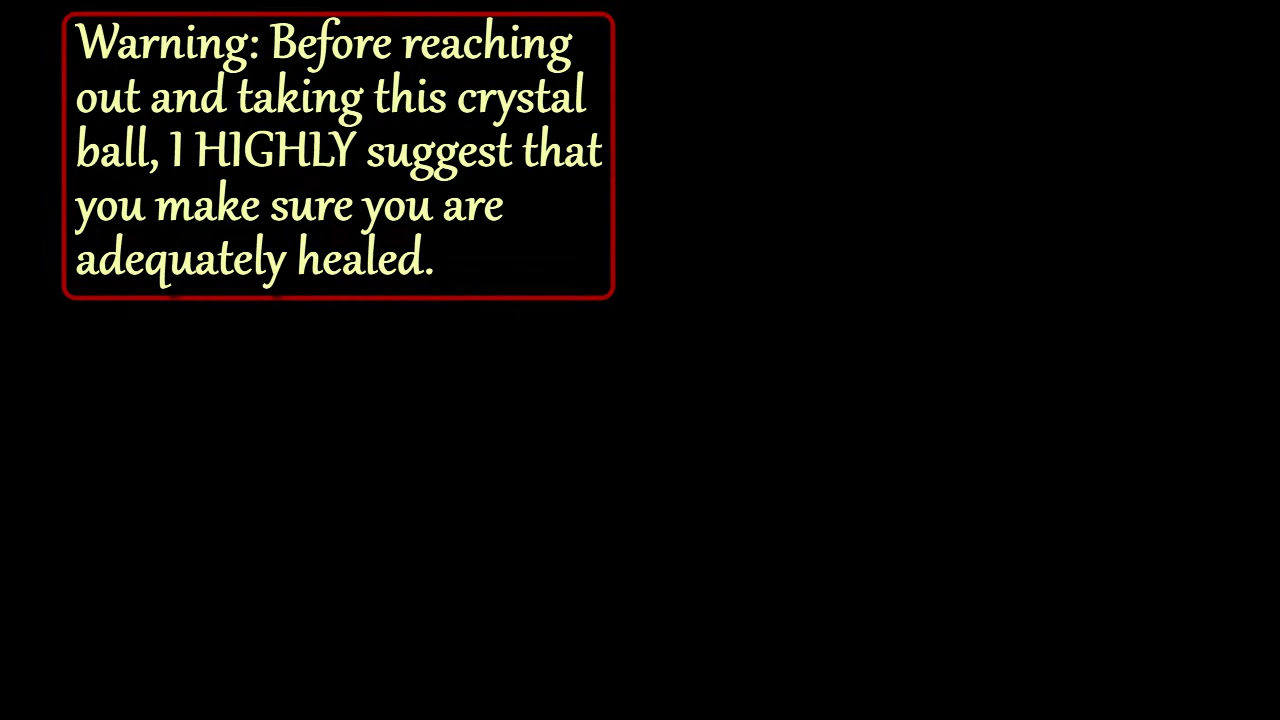 Warning: Before reaching
out and taking this crystal
ball, I HIGHLY suggest that
you make sure you are
adequately healed.